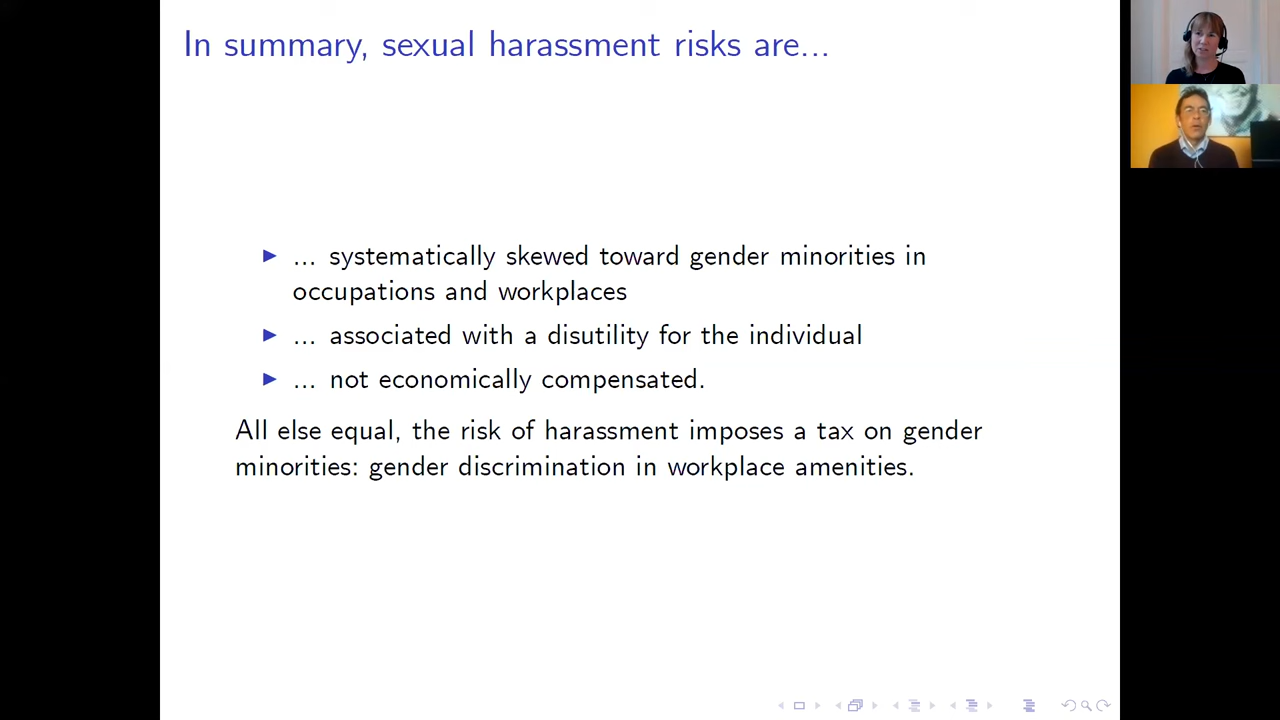 In summary, sexual harassment risks are...
... systematically skewed toward gender minorities in
occupations and workplaces
... associated with a disutility for the individual
... not economically compensated.
All else equal, the risk of harassment imposes a tax on gender
minorities: gender discrimination in workplace amenities.